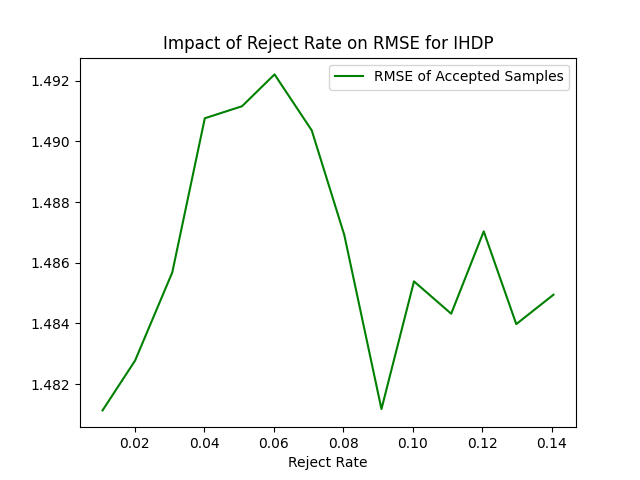 Impact of Reject Rate on RMSE for IHDP
RMSE of Accepted Samples
1.492
1.490
1.488
1.486
1.484
1.482
0.02 0.04 0.06 0.08 0.10 0.12 0.14
Reject Rate